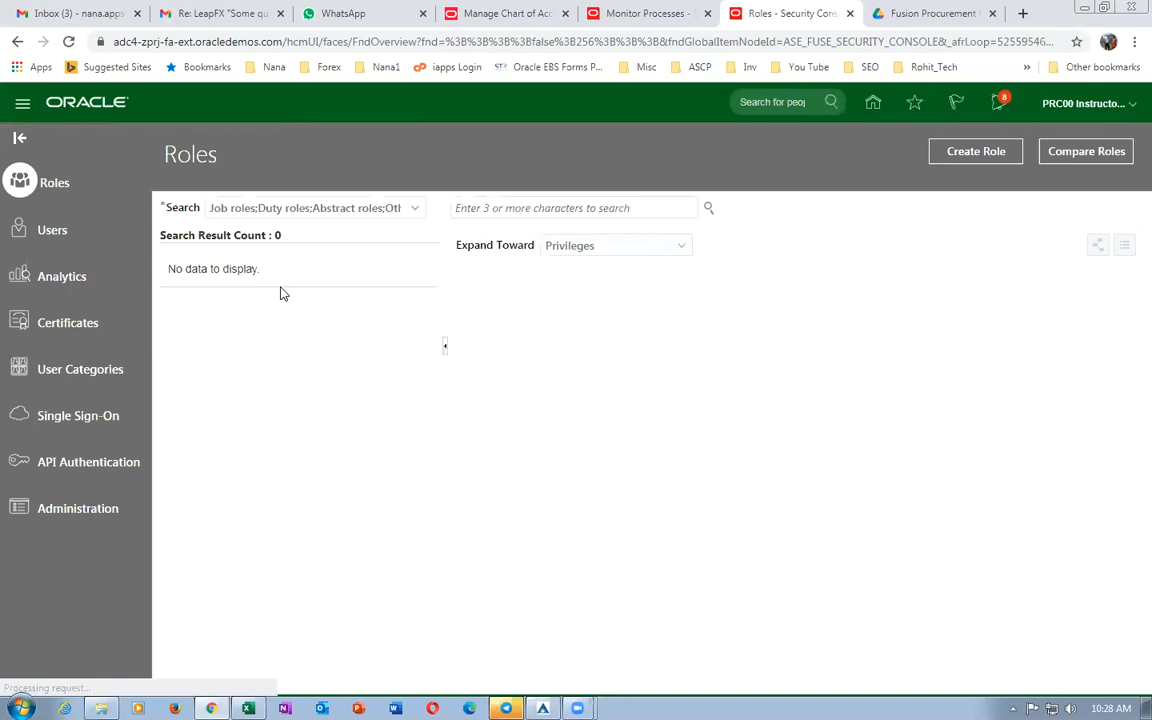 Inbox (3) - nana.apps
Re: LeapFX "Some qu
WhatsApp
Manage Chart of Acc
Monitor Processes -
Roles - Security Cons
Fusion Procurement
adc4-zprj-fa-ext.oracledemos.com/hcmUI/faces/FndOverview?fnd=%3B%3B%3B%3Bfalse%3B256%3B%3B%3B&fndGlobalItemNodeId=ASE_FUSE_SECURITY_CONSOLE&_afrLoop=52559546...
Apps
Suggested Sites
Bookmarks
Nana
Forex
Nana1
iapps Login
Oracle EBS Forms P...
Misc
ASCP
Inv
You Tube
SEO
Rohit_Tech
»
Other bookmarks
ORACLE
Search for peop
8
PRC00 Instructo...
Roles
Create Role
Compare Roles
Roles
*Search
Job roles;Duty roles;Abstract roles;Oth
Enter 3 or more characters to search
Users
Search Result Count : 0
Expand Toward
Privileges
No data to display.
Analytics
Certificates
User Categories
Single Sign-On
API Authentication
Administration
Processing request...
10:28 AM